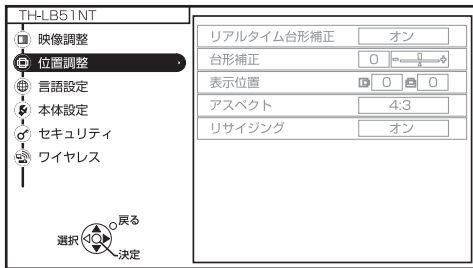 TH-LB51NT
映像調整
位置調整
言語設定
本体設定
セキュリティ
ワイヤレス
戻る
選択
決定
リアルタイム台形補正 オン
台形補正 0
表示位置 0 0
アスペクト 4:3
リサイジング オン